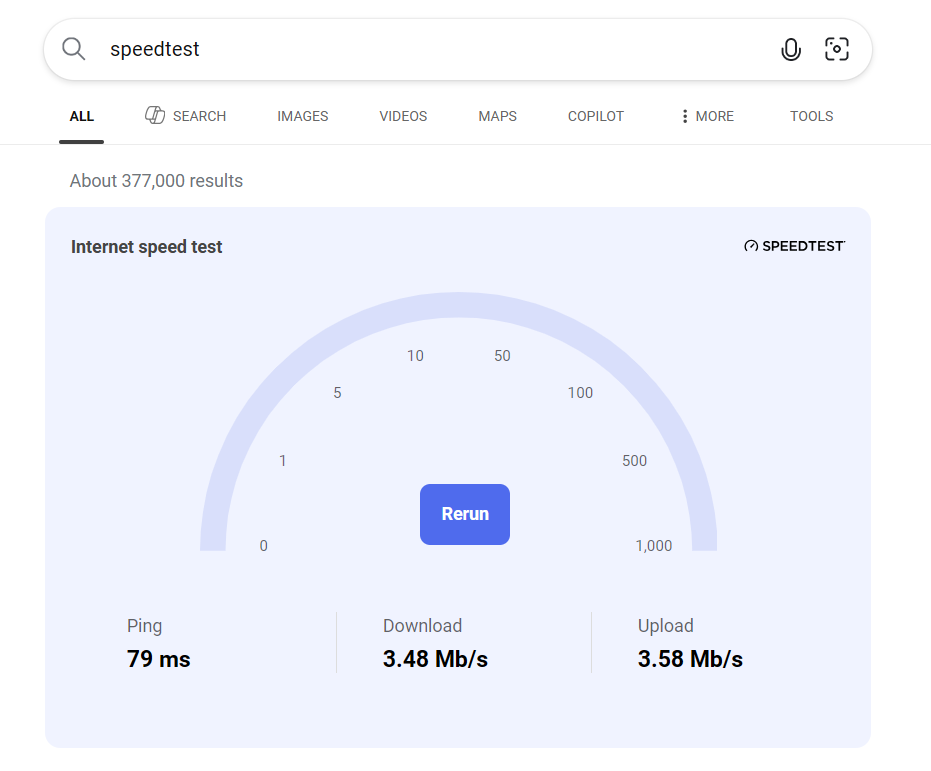 speedtest
ALL SEARCH IMAGES VIDEOS MAPS COPILOT MORE TOOLS
About 377,000 results
Internet speed test SPEEDTEST
10 50
5 100
1 500
Rerun
0 1,000
Ping Download Upload
79 ms 3.48 Mb/s 3.58 Mb/s